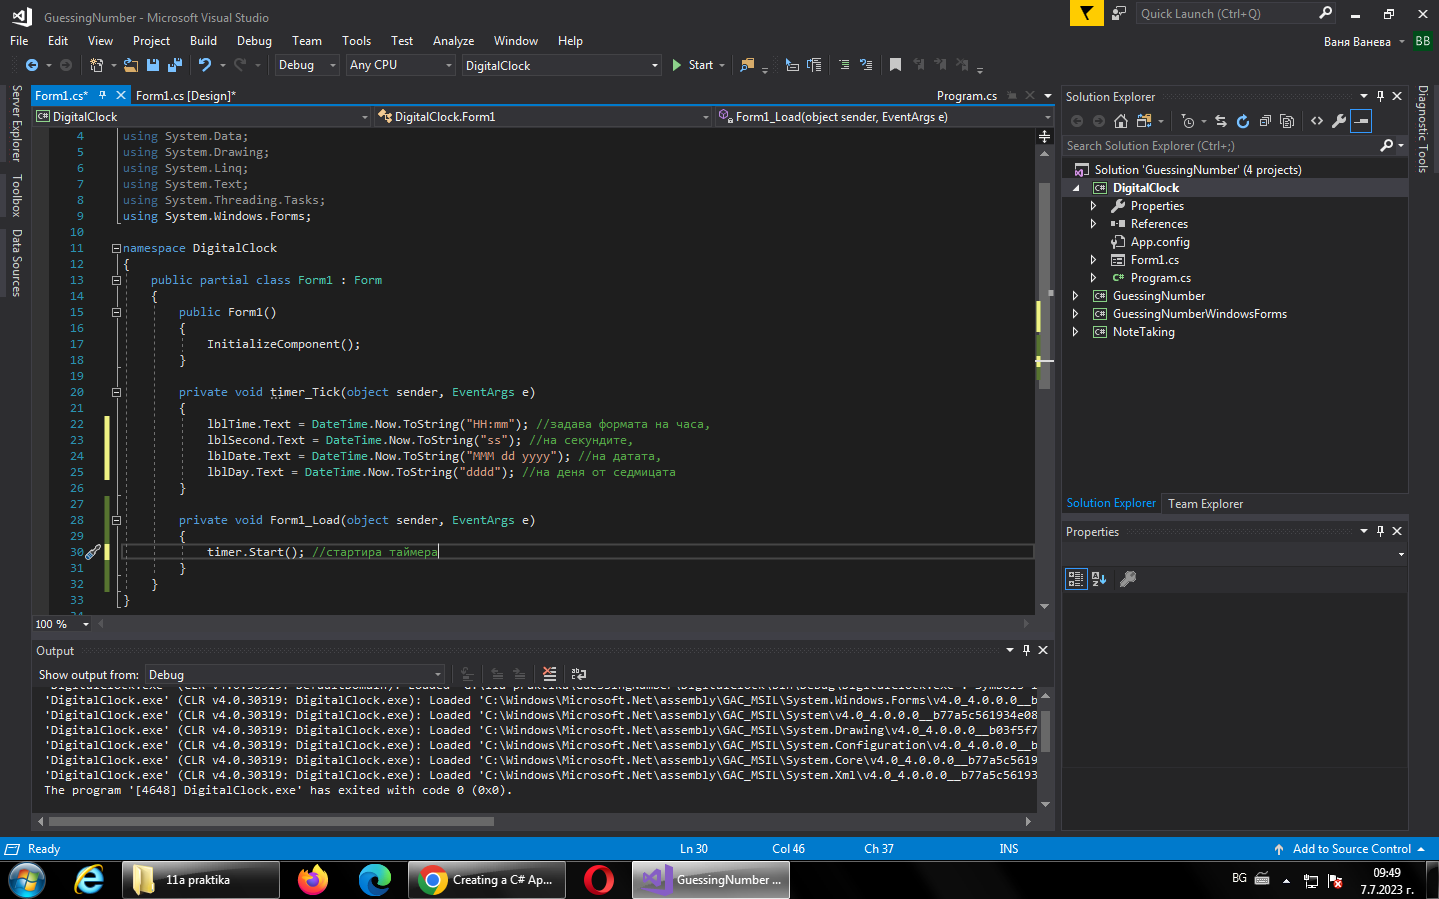 GuessingNumber - Microsoft Visual Studio
Quick Launch (Ctrl+Q)
File Edit View Project Build Debug Team Tools Test Analyze Window Help
Ваня Ванева
BB
Debug
Any CPU
DigitalClock
Start
Server Explorer
Toolbox
Data Sources
Form1.cs*
Form1.cs [Design]*
Program.cs
DigitalClock
DigitalClock.Form1
Form1_Load(object sender, EventArgs e)
4 using System.Data;
5 using System.Drawing;
6 using System.Linq;
7 using System.Text;
8 using System.Threading.Tasks;
9 using System.Windows.Forms;
10
11 namespace DigitalClock
12 {
13 public partial class Form1 : Form
14 {
15 public Form1()
16 {
17 InitializeComponent();
18 }
19
20 private void timer_Tick(object sender, EventArgs e)
21 {
22 lblTime.Text = DateTime.Now.ToString("HH:mm"); //задава формата на часа,
23 lblSecond.Text = DateTime.Now.ToString("ss"); //на секундите,
24 lblDate.Text = DateTime.Now.ToString("MMM dd yyyy"); //на датата,
25 lblDay.Text = DateTime.Now.ToString("dddd"); //на деня от седмицата
26 }
27
28 private void Form1_Load(object sender, EventArgs e)
29 {
30 timer.Start(); //стартира таймера
31 }
32 }
33 }
100 %
Solution Explorer
Search Solution Explorer (Ctrl+;)
Solution 'GuessingNumber' (4 projects)
DigitalClock
Properties
References
App.config
Form1.cs
Program.cs
GuessingNumber
GuessingNumberWindowsForms
NoteTaking
Solution Explorer
Team Explorer
Properties
Diagnostic Tools
Output
Show output from: Debug
'DigitalClock.exe' (CLR v4.0.30319: DigitalClock.exe): Loaded 'C:\Windows\Microsoft.Net\assembly\GAC_MSIL\System.Windows.Forms\v4.0_4.0.0.0__b
'DigitalClock.exe' (CLR v4.0.30319: DigitalClock.exe): Loaded 'C:\Windows\Microsoft.Net\assembly\GAC_MSIL\System\v4.0_4.0.0.0__b77a5c561934e08
'DigitalClock.exe' (CLR v4.0.30319: DigitalClock.exe): Loaded 'C:\Windows\Microsoft.Net\assembly\GAC_MSIL\System.Drawing\v4.0_4.0.0.0__b03f5f7
'DigitalClock.exe' (CLR v4.0.30319: DigitalClock.exe): Loaded 'C:\Windows\Microsoft.Net\assembly\GAC_MSIL\System.Configuration\v4.0_4.0.0.0__b
'DigitalClock.exe' (CLR v4.0.30319: DigitalClock.exe): Loaded 'C:\Windows\Microsoft.Net\assembly\GAC_MSIL\System.Core\v4.0_4.0.0.0__b77a5c5619
'DigitalClock.exe' (CLR v4.0.30319: DigitalClock.exe): Loaded 'C:\Windows\Microsoft.Net\assembly\GAC_MSIL\System.Xml\v4.0_4.0.0.0__b77a5c56193
The program '[4648] DigitalClock.exe' has exited with code 0 (0x0).
Ready
Ln 30
Col 46
Ch 37
INS
Add to Source Control
11a praktika
Creating a C# Ap...
GuessingNumber ...
BG
09:49
7.7.2023 г.